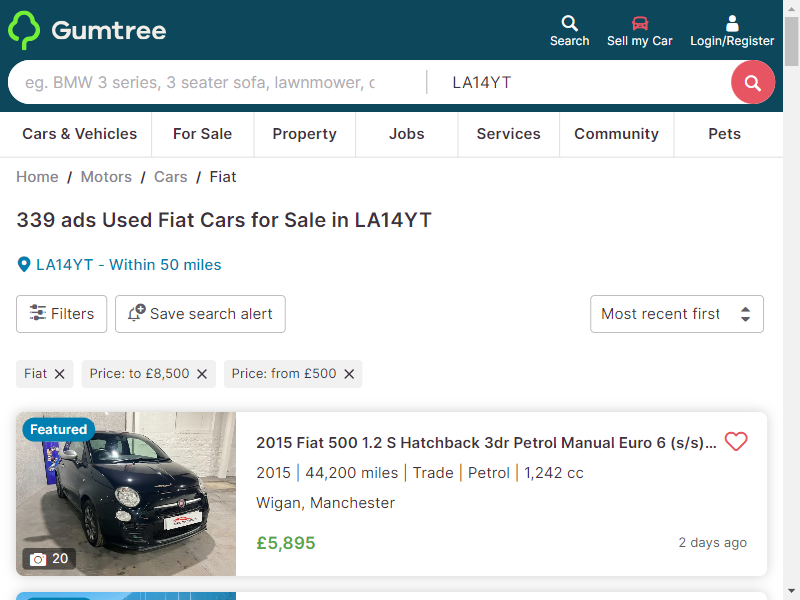 Gumtree
Search
Sell my Car
Login/Register
eg. BMW 3 series, 3 seater sofa, lawnmower, c
LA14YT
Cars & Vehicles
For Sale
Property
Jobs
Services
Community
Pets
Home / Motors / Cars / Fiat
339 ads Used Fiat Cars for Sale in LA14YT
LA14YT - Within 50 miles
Filters
Save search alert
Most recent first
Fiat
Price: to £8,500
Price: from £500
Featured
2015 Fiat 500 1.2 S Hatchback 3dr Petrol Manual Euro 6 (s/s)...
2015 | 44,200 miles | Trade | Petrol | 1,242 cc
Wigan, Manchester
£5,895
2 days ago
20